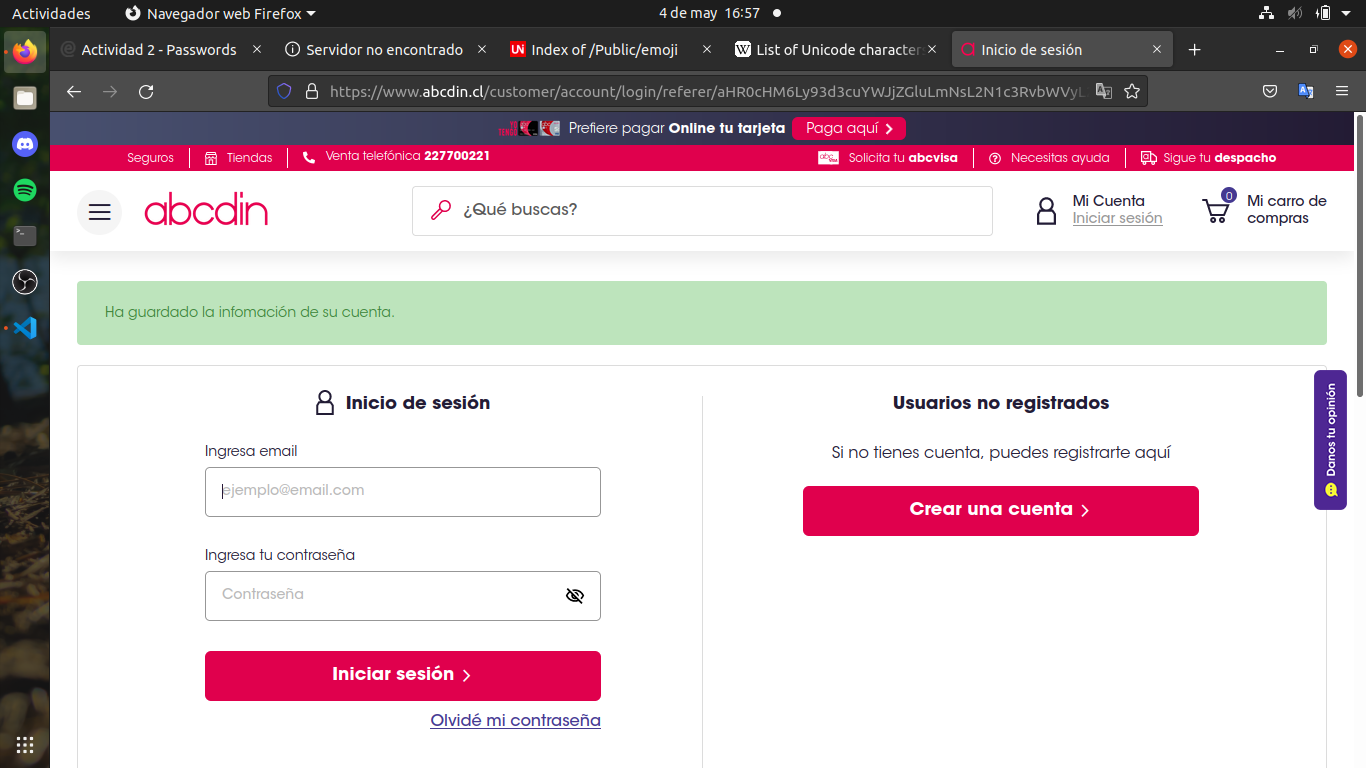 Actividades
Navegador web Firefox
4 de may 16:57
Actividad 2 - Passwords
Servidor no encontrado
Index of /Public/emoji
List of Unicode characters
Inicio de sesión
https://www.abcdin.cl/customer/account/login/referer/aHR0cHM6Ly93d3cuYWJjZGluLmNsL2N1c3RvbWVyL
Prefiere pagar Online tu tarjeta
Paga aquí
Seguros
Tiendas
Venta telefónica 227700221
Solicita tu abcvisa
Necesitas ayuda
Sigue tu despacho
abcdin
¿Qué buscas?
Mi Cuenta
Iniciar sesión
0
Mi carro de
compras
Ha guardado la infomación de su cuenta.
Inicio de sesión
Ingresa email
ejemplo@email.com
Ingresa tu contraseña
Contraseña
Iniciar sesión
Olvidé mi contraseña
Usuarios no registrados
Si no tienes cuenta, puedes registrarte aquí
Crear una cuenta
Danos tu opinión